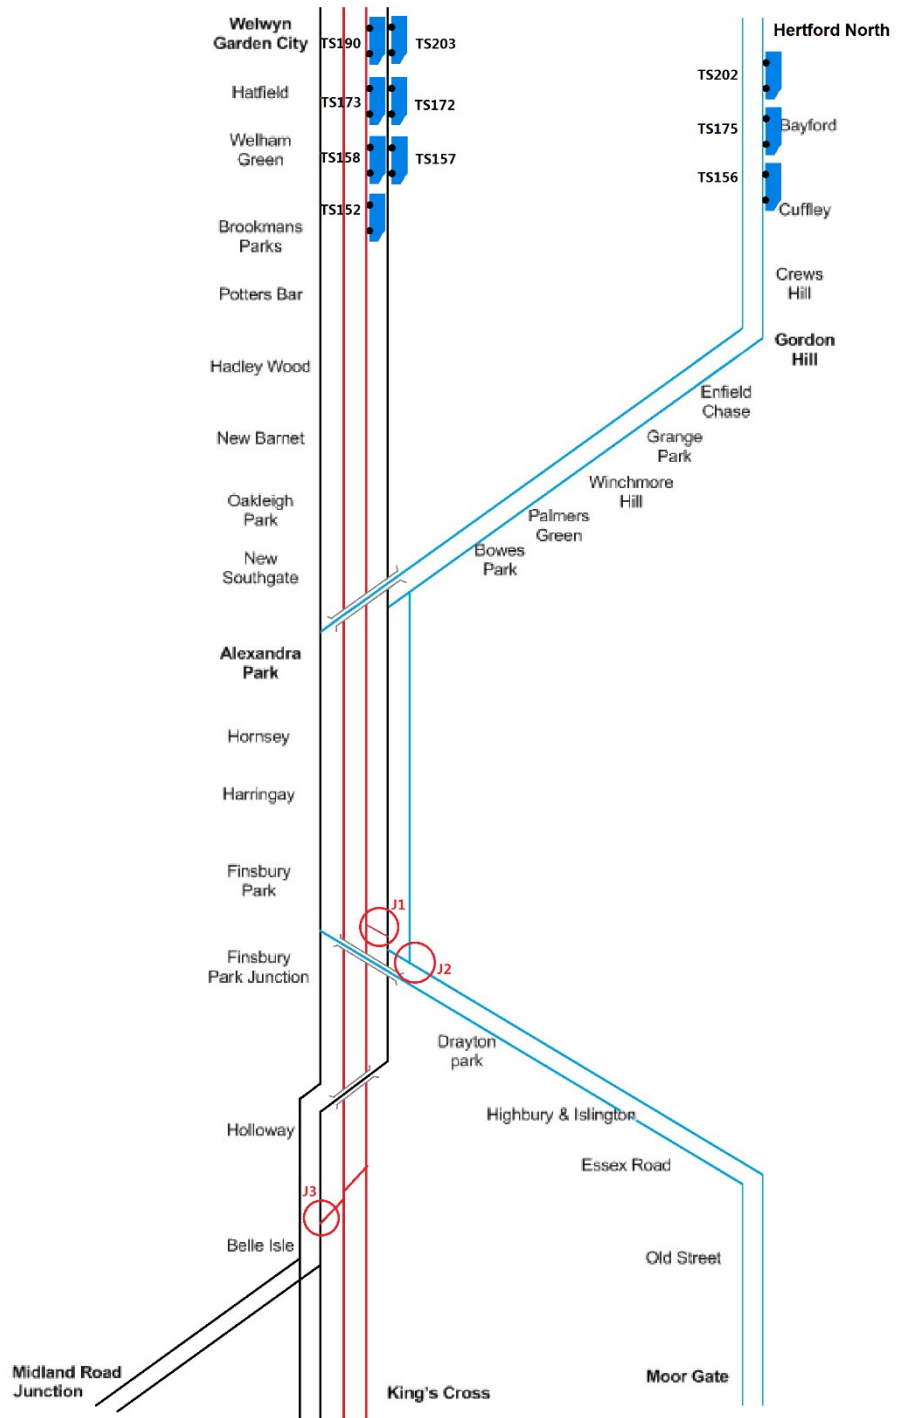 Welwyn
Garden City
TS190
TS203
Hertford North
TS202
Hatfield
TS173
TS172
TS175
Bayford
Welham
Green
TS158
TS157
TS156
TS152
Cuffley
Brookmans
Parks
Crews
Hill
Potters Bar
Gordon
Hill
Hadley Wood
Enfield
Chase
New Barnet
Grange
Park
Winchmore
Hill
Oakleigh
Park
Palmers
Green
Bowes
Park
New
Southgate
Alexandra
Park
Hornsey
Harringay
Finsbury
Park
J1
Finsbury
Park Junction
J2
Drayton
park
Highbury & Islington
Holloway
Essex Road
J3
Belle Isle
Old Street
Midland Road
Junction
King's Cross
Moor Gate